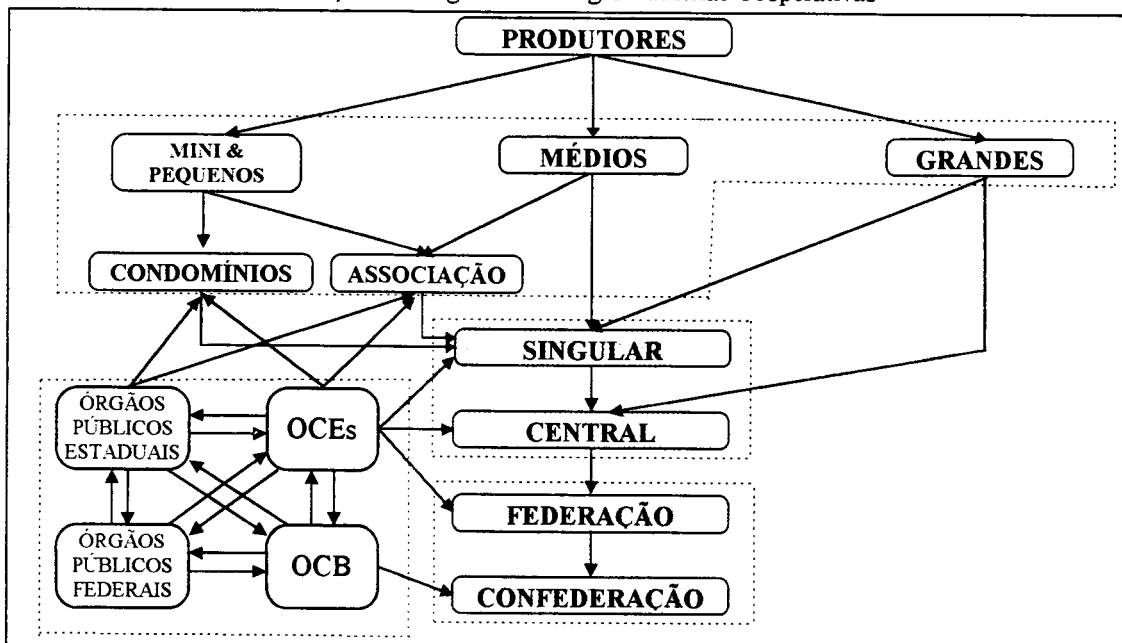 PRODUTORES
MINI &
PEQUENOS
MÉDIOS
GRANDES
CONDOMÍNIOS
ASSOCIAÇÃO
SINGULAR
ÓRGÃOS
PÚBLICOS
ESTADUAIS
OCEs
CENTRAL
FEDERAÇÃO
ÓRGÃOS
PÚBLICOS
FEDERAIS
OCB
CONFEDERAÇÃO